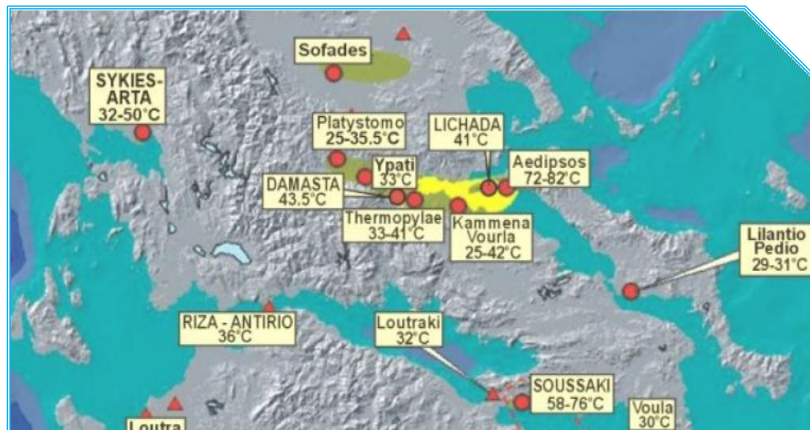 Sofades
SYKIES-
ARTA
32-50°C
Platystomo
25-35.5°C
LICHADA
41°C
Ypati
33°C
Aedipsos
72-82°C
DAMASTA
43.5°C
Thermopylae
33-41°C
Kammena
Vourla
25-42°C
Lilantio
Pedio
29-31°C
RIZA - ANTIRIO
36°C
Loutraki
32°C
SOUSSAKI
58-76°C
Voula
30°C
Loutra